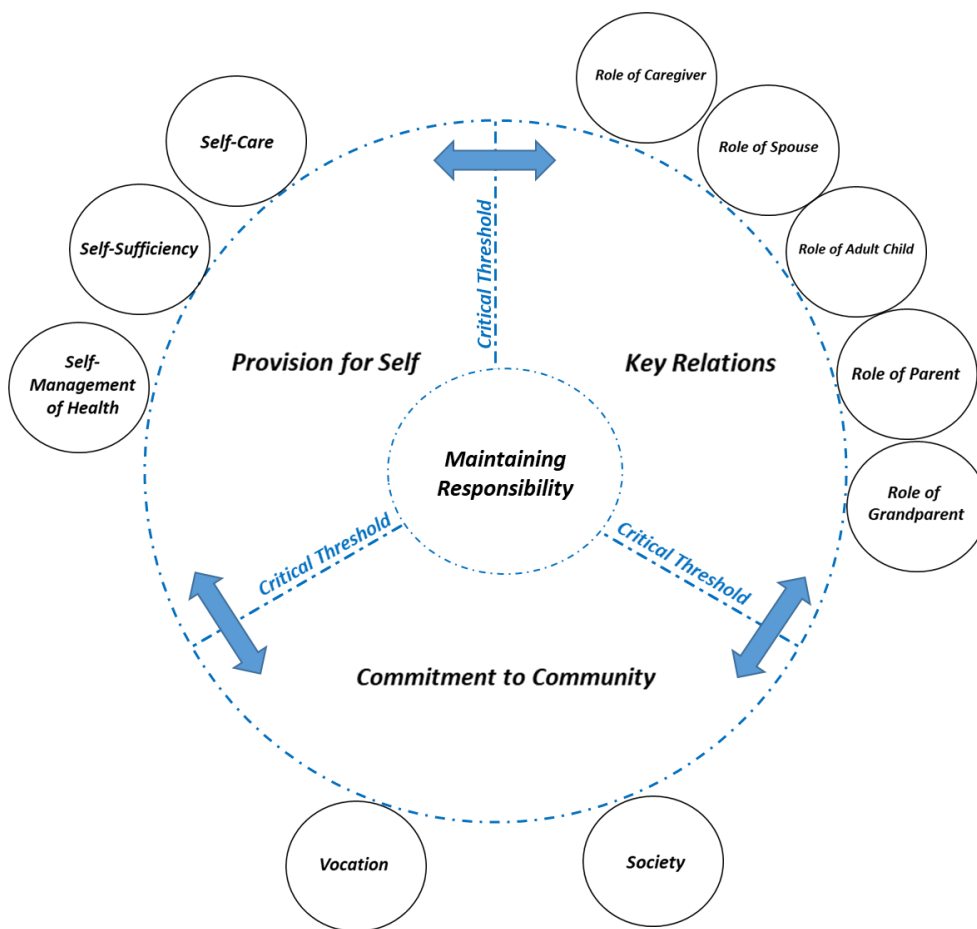 Role of Caregiver
Self-Care
Role of Spouse
Self-Sufficiency
Role of Adult Child
Critical Threshold
Self-
Management
of Health
Provision for Self
Key Relations
Role of Parent
Maintaining
Responsibility
Role of
Grandparent
Critical Threshold
Critical Threshold
Commitment to Community
Vocation
Society